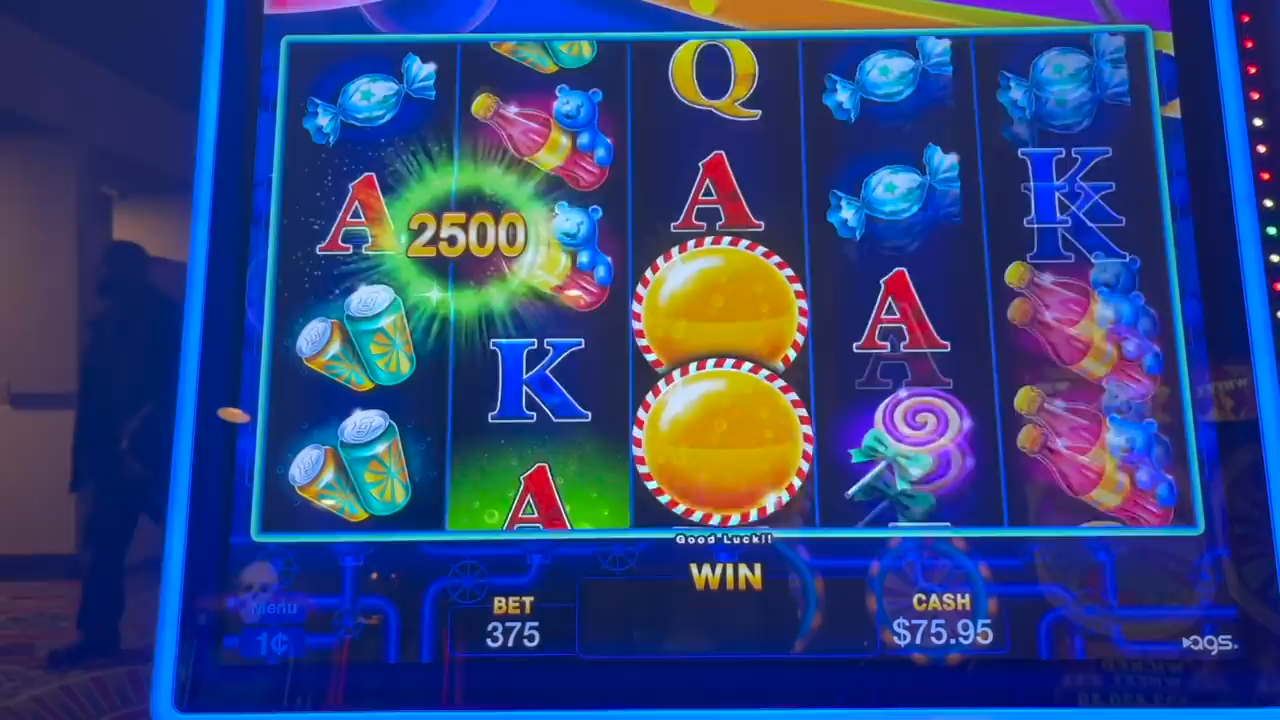 Q
A
A
2500
K
K
A
A
Good Luck!!
WIN
BET
375
CASH
$75.95
Menu
1¢
ags.